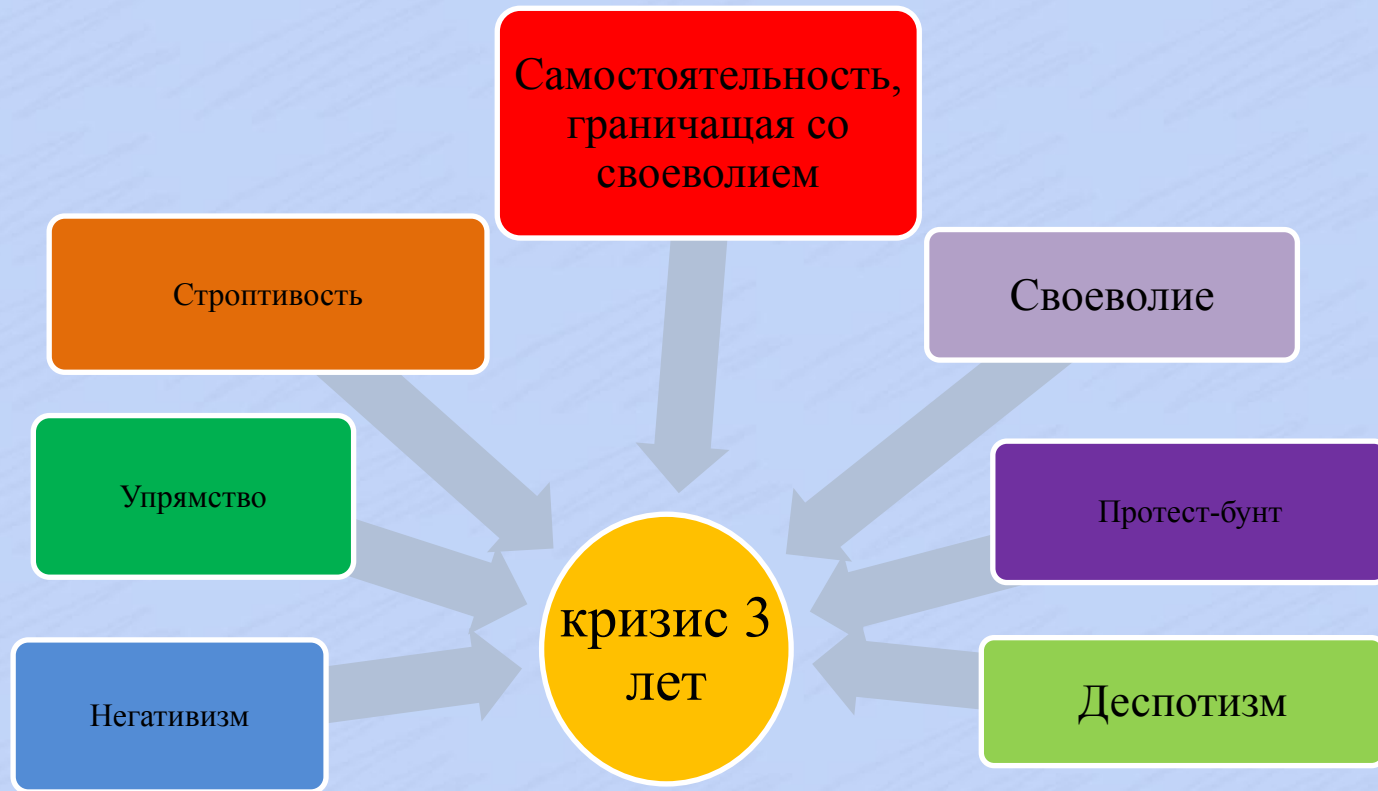 Самостоятельность,
граничащая со
своеволием
Строптивость
Своеволие
Упрямство
Протест-бунт
кризис 3
лет
Негативизм
Деспотизм